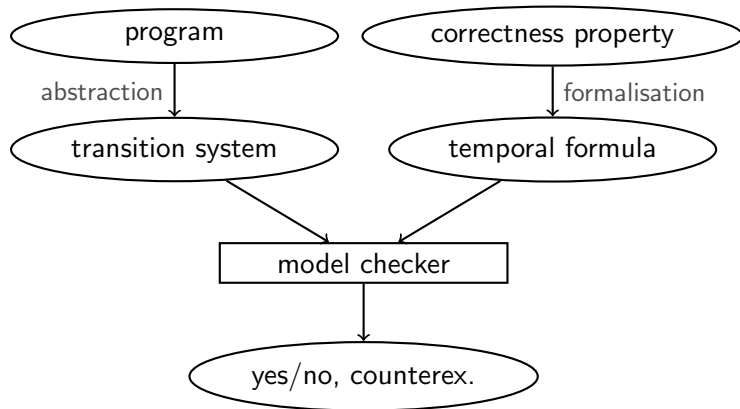 program
correctness property
abstraction
formalisation
transition system
temporal formula
model checker
yes/no, counterex.